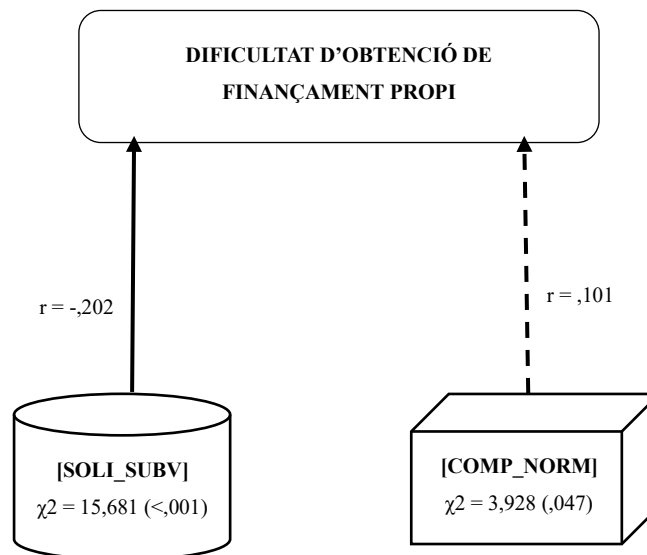 DIFICULTAT D’OBTENCIÓ DE
FINANÇAMENT PROPI
r = -,202
r = ,101
[SOLI_SUBV]
χ2 = 15,681 (<,001)
[COMP_NORM]
χ2 = 3,928 (,047)